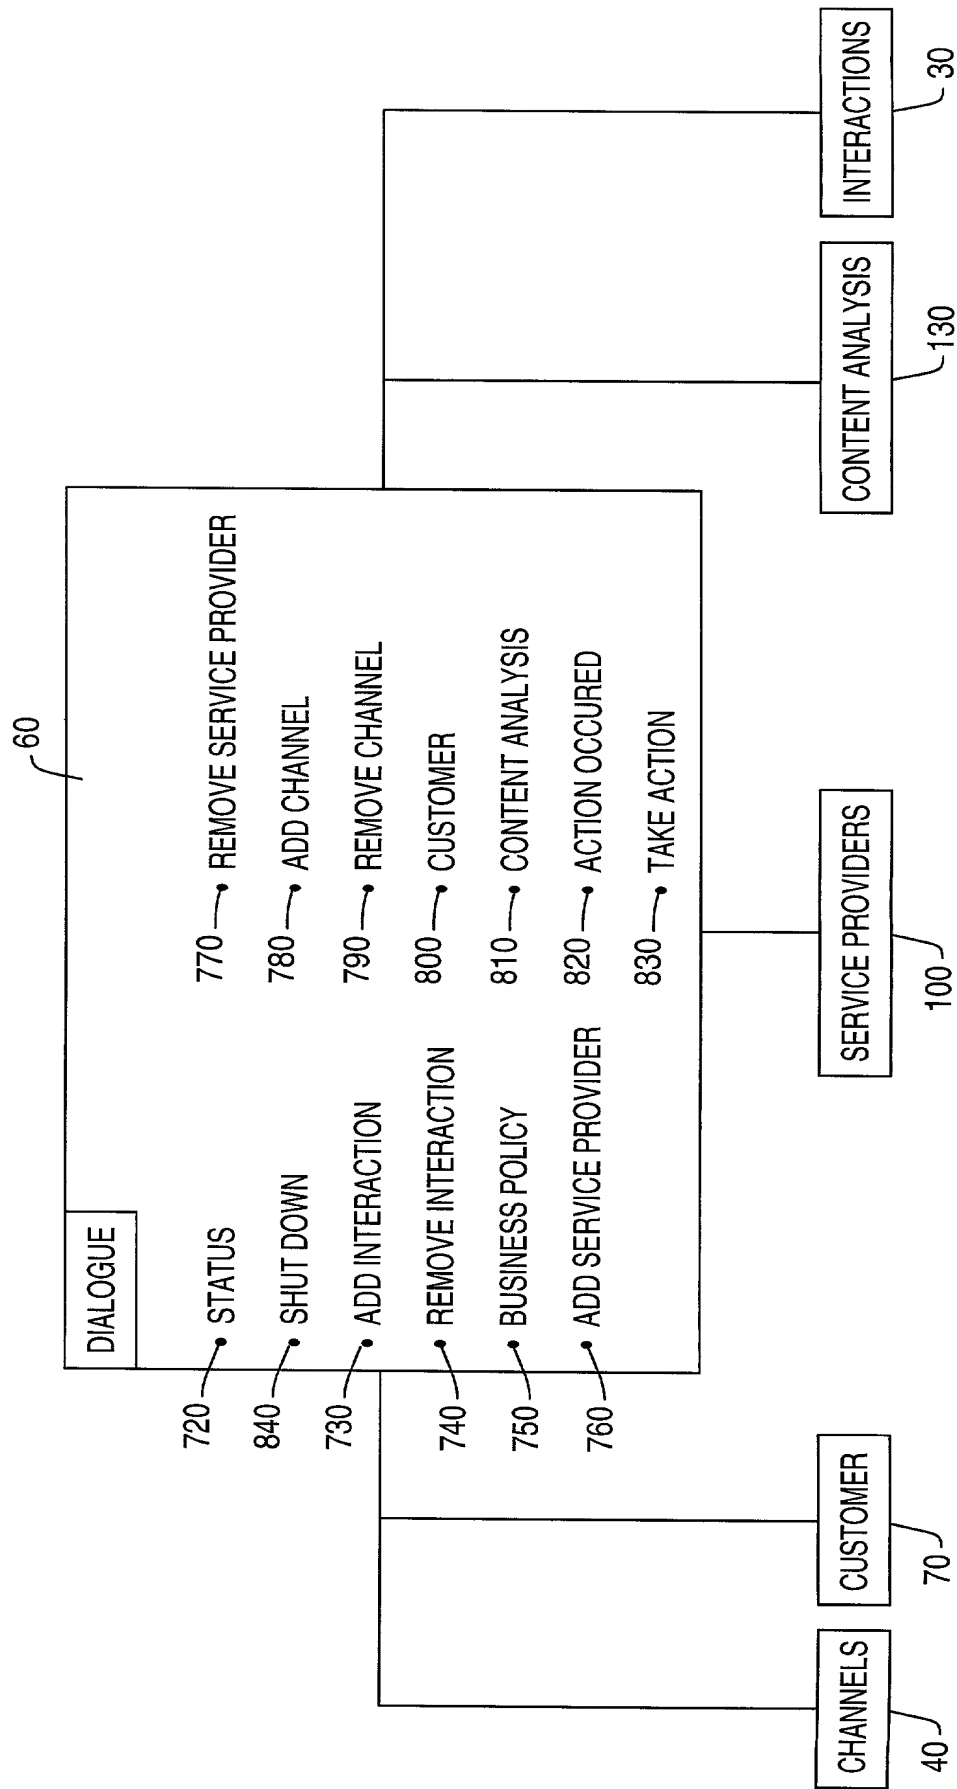 60
DIALOGUE
720 • STATUS
840 • SHUT DOWN
730 • ADD INTERACTION
740 • REMOVE INTERACTION
750 • BUSINESS POLICY
760 • ADD SERVICE PROVIDER
770 • REMOVE SERVICE PROVIDER
780 • ADD CHANNEL
790 • REMOVE CHANNEL
800 • CUSTOMER
810 • CONTENT ANALYSIS
820 • ACTION OCCURED
830 • TAKE ACTION
CHANNELS
40
CUSTOMER
70
SERVICE PROVIDERS
100
CONTENT ANALYSIS
130
INTERACTIONS
30